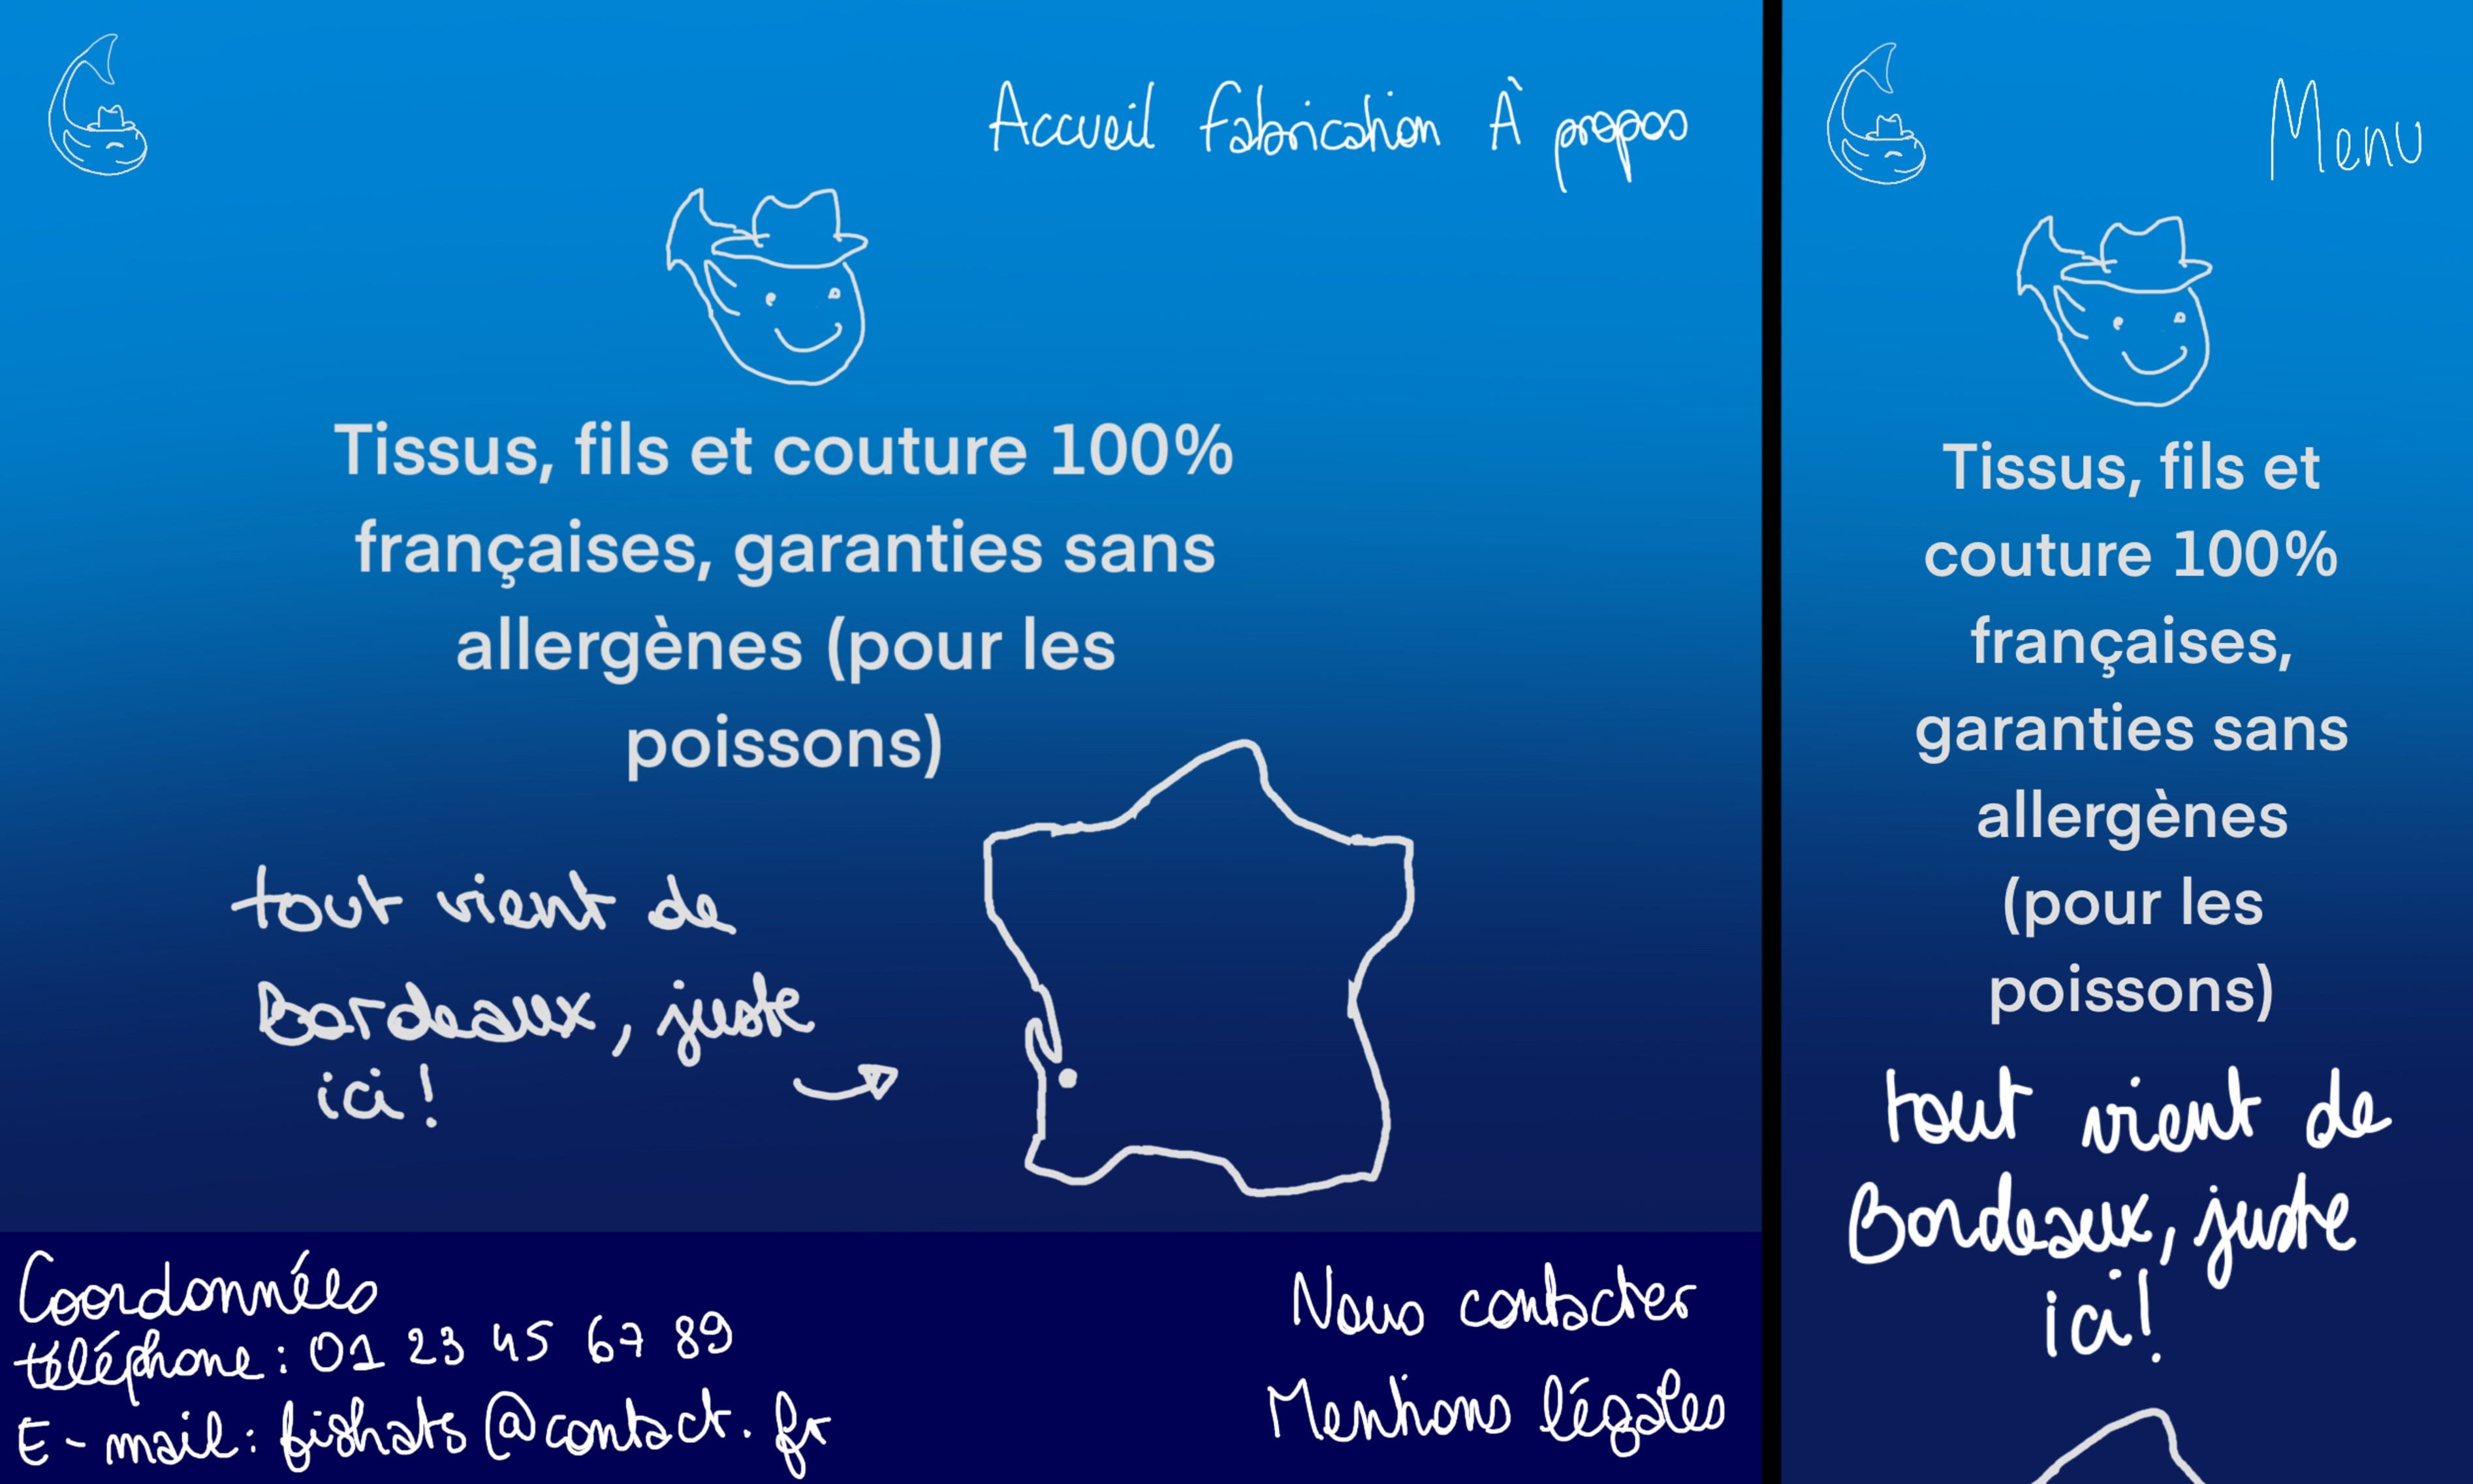 Accueil Fabrication À propos
Tissus, fils et couture 100%
françaises, garanties sans
allergènes (pour les
poissons)
tout vient de
Bordeaux, juste
ici!
Coordonnées
téléphone : 01 23 45 67 89
E-mail : fishats@contact.fr
Nous contacter
Mentions légales
Menu
Tissus, fils et
couture 100%
françaises,
garanties sans
allergènes
(pour les
poissons)
tout vient de
Bordeaux, juste
ici!